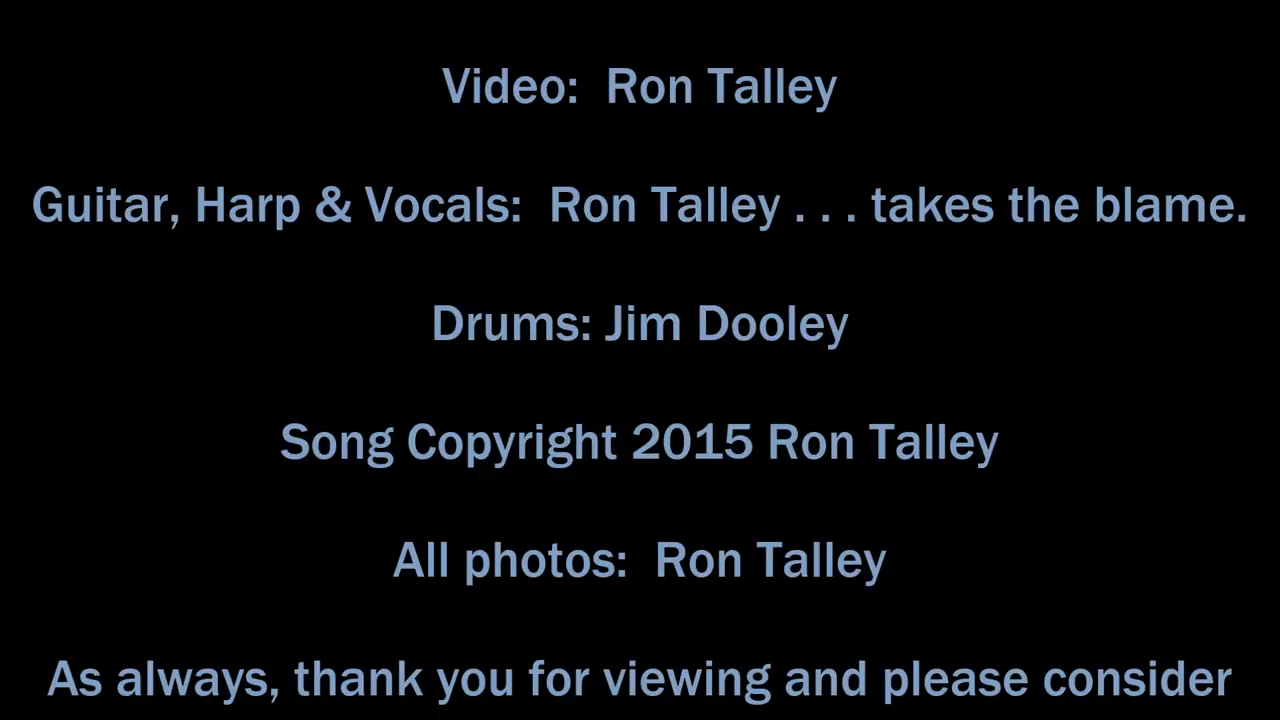 Video:  Ron Talley
Guitar, Harp & Vocals:  Ron Talley . . . takes the blame.
Drums: Jim Dooley
Song Copyright 2015 Ron Talley
All photos:  Ron Talley
As always, thank you for viewing and please consider